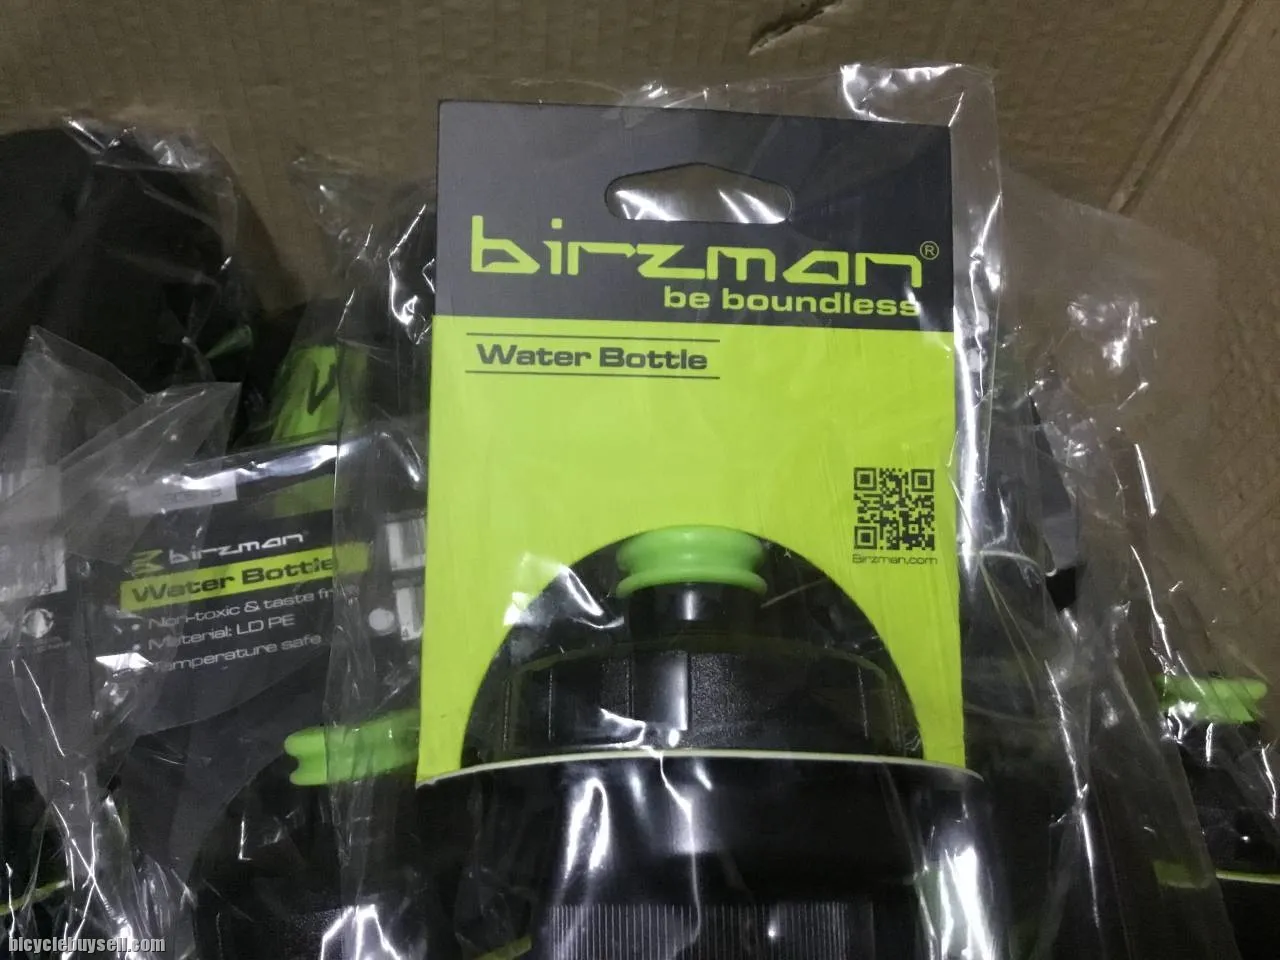 birzman®
be boundless
Water Bottle
Birzman.com
birzman
Water Bottle
Non-toxic & taste
Material: LD PE
Temperature safe
bicyclebuysell.com